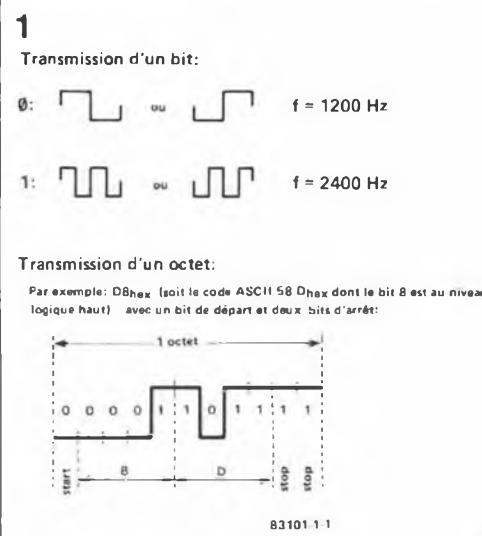 1
Transmission d'un bit:
Ø: ou f = 1200 Hz
1: ou f = 2400 Hz
Transmission d'un octet:
Par exemple: D8hex (soit le code ASCII 58 Dhex dont le bit 8 est au niveau
logique haut) avec un bit de départ et deux bits d'arrêt:
1 octet
0 0 0 0 1 1 0 1 1 1 1
start 8 D stop stop
83101-1-1